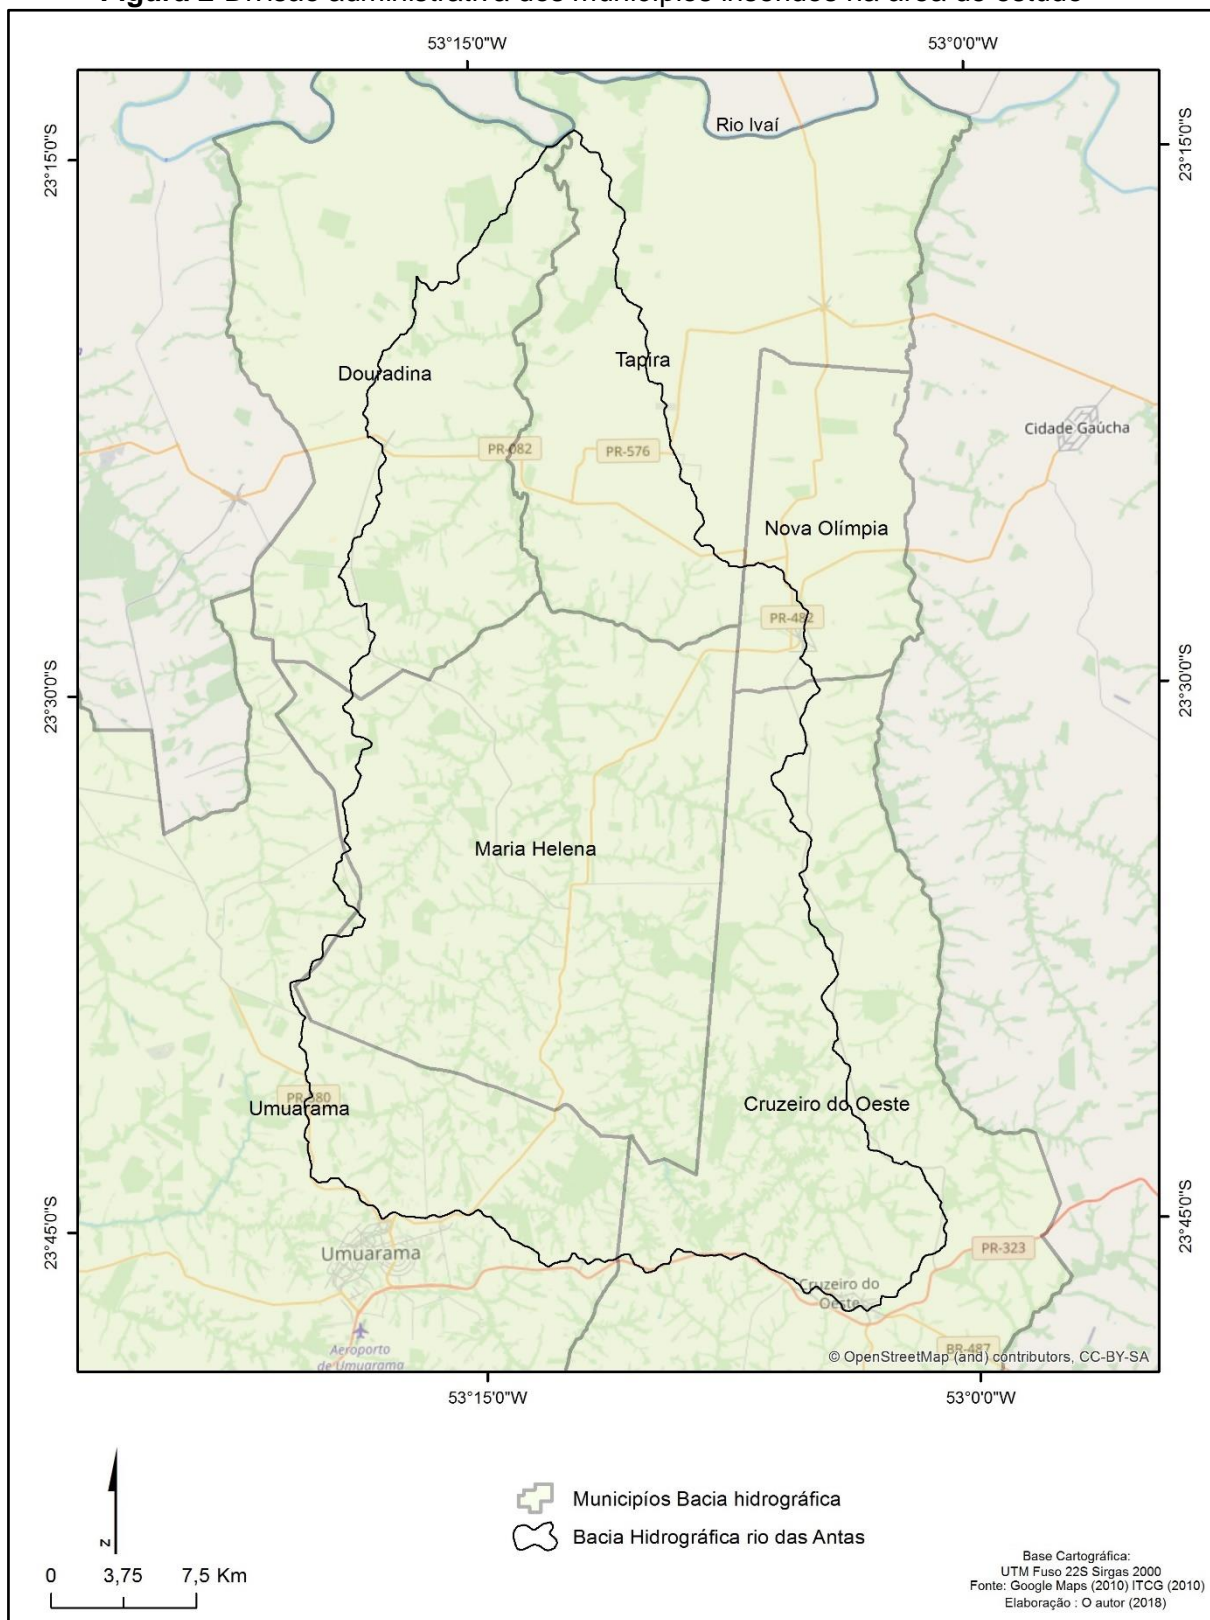 Figura 2 Divisão administrativa dos municípios inseridos na área de estudo
53°15'0"W
53°0'0"W
23°15'0"S
Rio Ivaí
23°15'0"S
Douradina
Tapira
Cidade Gaúcha
PR-082
PR-576
Nova Olímpia
PR-482
23°30'0"S
23°30'0"S
Maria Helena
PR-580
Umuarama
Cruzeiro do Oeste
23°45'0"S
23°45'0"S
Umuarama
PR-323
Cruzeiro do
Oeste
Aeroporto
de Umuarama
BR-487
© OpenStreetMap (and) contributors, CC-BY-SA
53°15'0"W
53°0'0"W
Z
Municipíos Bacia hidrográfica
Bacia Hidrográfica rio das Antas
0 3,75 7,5 Km
Base Cartográfica:
UTM Fuso 22S Sirgas 2000
Fonte: Google Maps (2010) ITCG (2010)
Elaboração : O autor (2018)